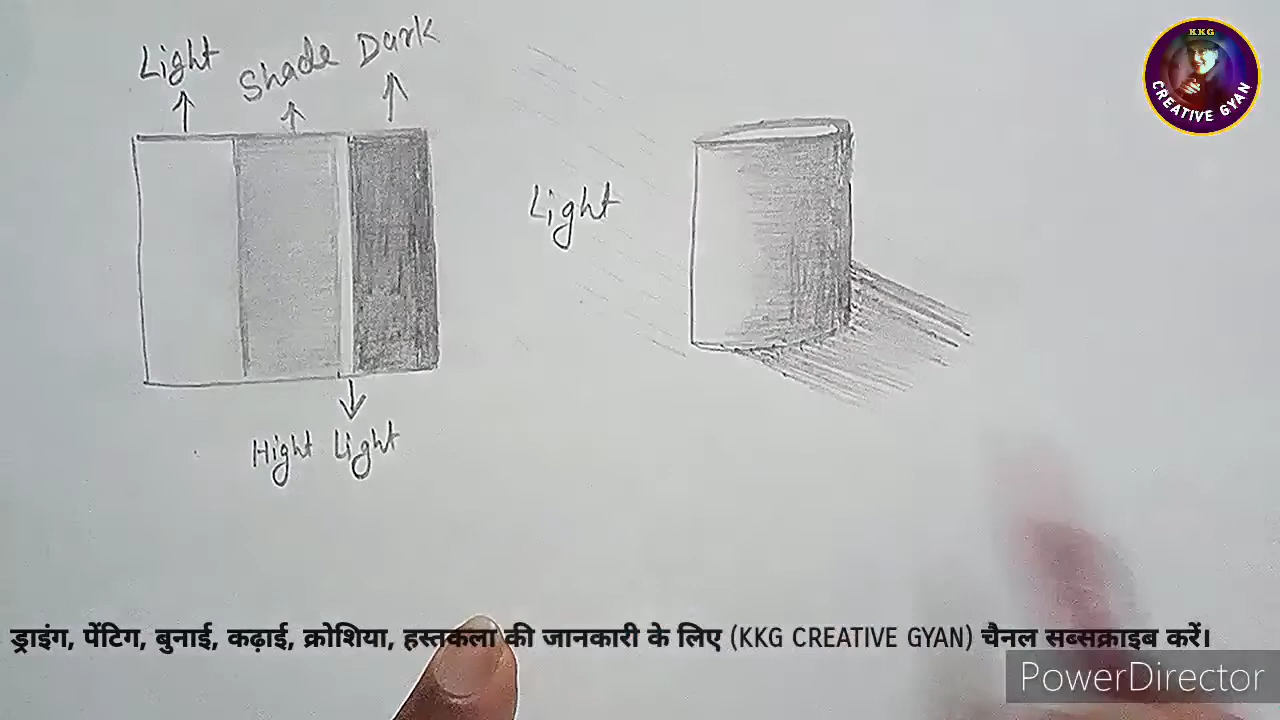 Light Shade Dark
Light
Hight Light
KKG
CREATIVE GYAN
ड्राइंग, पेंटिग, बुनाई, कढ़ाई, क्रोशिया, हस्तकला की जानकारी के लिए (KKG CREATIVE GYAN) चैनल सब्सक्राइब करें।
PowerDirector